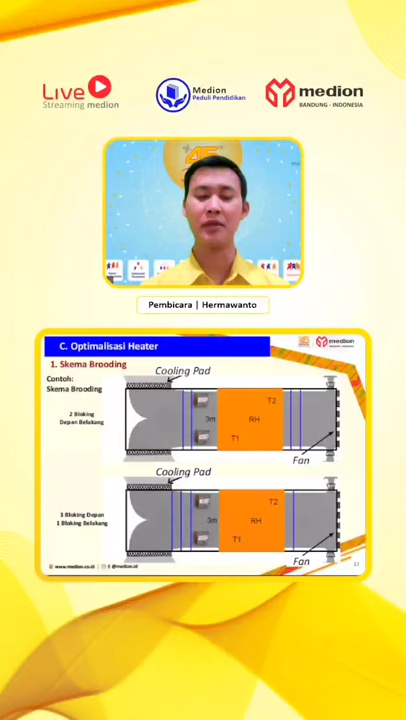 LIVE
Streaming medion
Medion
Peduli Pendidikan
medion
BANDUNG - INDONESIA
45
Pembicara | Hermawanto
C. Optimalisasi Heater
medion
1. Skema Brooding
Contoh:
Skema Brooding
Cooling Pad
2 Bloking
Depan Belakang
3m
T2
RH
T1
Fan
Cooling Pad
3 Bloking Depan
1 Bloking Belakang
3m
T2
RH
T1
Fan
© www.medion.co.id | @medion.id
17